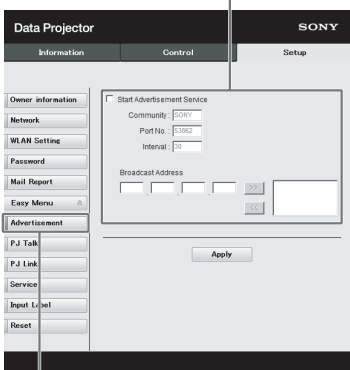 Data Projector
SONY
Information
Control
Setup
Owner information
Network
WLAN Setting
Password
Mail Report
Easy Menu
Advertisement
PJ Talk
PJ Link
Service
Input Label
Reset
Start Advertisement Service
Community: SONY
Port No.: 53862
Interval: 30
Broadcast Address
. . .
>>
<<
Apply